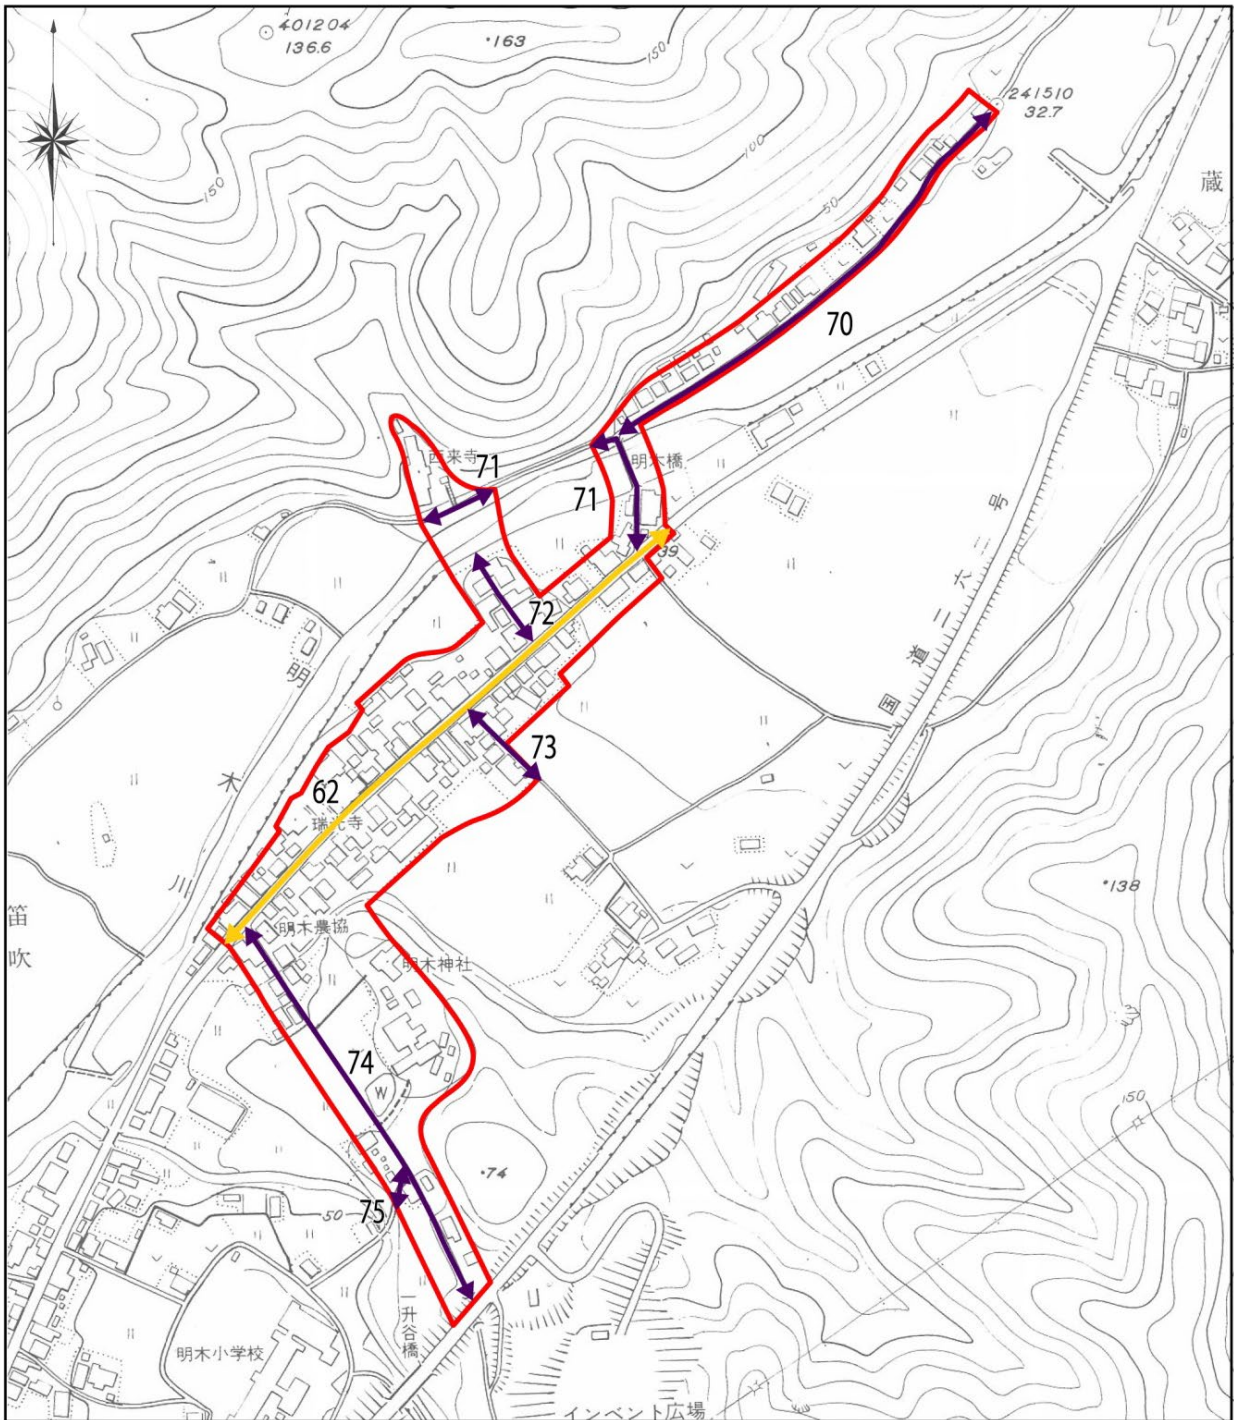 401204
136.6
・163
150
241510
32.7
100
150
50
蔵
70
西来寺
71
明木橋
71
39
国道二六二号
72
73
明木川
62
瑞光寺
・138
笛吹
明木農協
明木神社
74
W
150
・74
75
50
一升谷橋
明木小学校
イベント広場